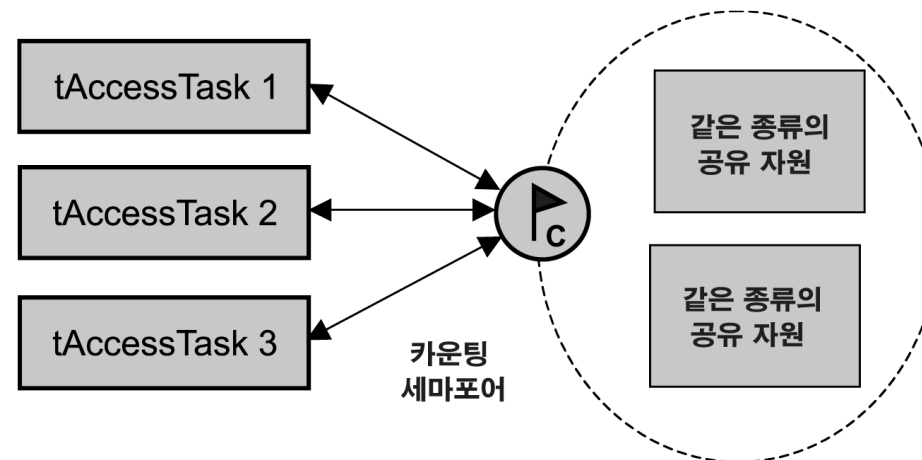 tAccessTask 1
tAccessTask 2
tAccessTask 3
C
카운팅
세마포어
같은 종류의
공유 자원
같은 종류의
공유 자원